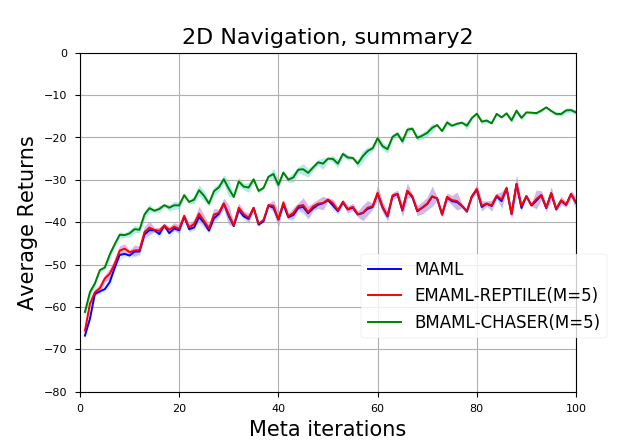 2D Navigation, summary2
0
−10
−20
−30
−40
−50
−60
−70
−80
Average Returns
MAML
EMAML-REPTILE(M=5)
BMAML-CHASER(M=5)
0 20 40 60 80 100
Meta iterations